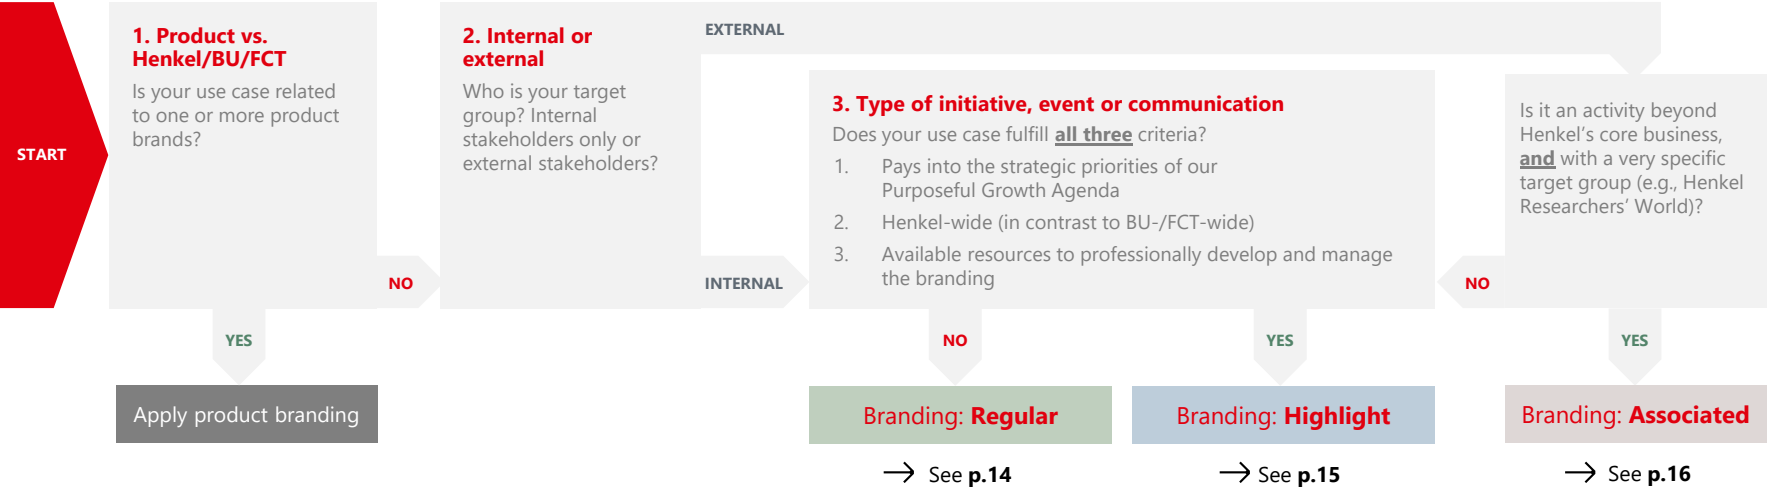 START
1. Product vs.
Henkel/BU/FCT
Is your use case related
to one or more product
brands?
NO
YES
Apply product branding
2. Internal or
external
Who is your target
group? Internal
stakeholders only or
external stakeholders?
EXTERNAL
INTERNAL
3. Type of initiative, event or communication
Does your use case fulfill all three criteria?
1. Pays into the strategic priorities of our
Purposeful Growth Agenda
2. Henkel-wide (in contrast to BU-/FCT-wide)
3. Available resources to professionally develop and manage
the branding
NO
YES
Branding: Regular
→ See p.14
Branding: Highlight
→ See p.15
Is it an activity beyond
Henkel’s core business,
and with a very specific
target group (e.g., Henkel
Researchers’ World)?
NO
YES
Branding: Associated
→ See p.16